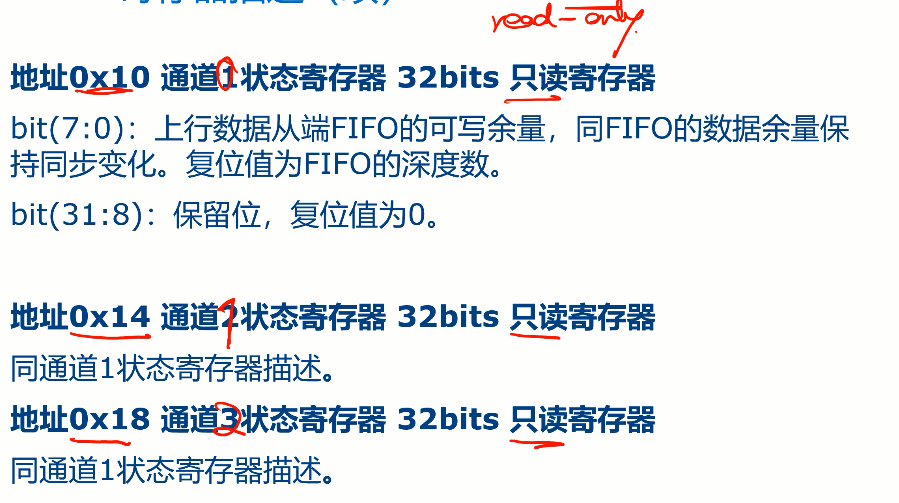 read-only
地址0x10 通道1状态寄存器 32bits 只读寄存器
bit(7:0)：上行数据从端FIFO的可写余量，同FIFO的数据余量保
持同步变化。复位值为FIFO的深度数。
bit(31:8)：保留位，复位值为0。
地址0x14 通道2状态寄存器 32bits 只读寄存器
同通道1状态寄存器描述。
地址0x18 通道3状态寄存器 32bits 只读寄存器
同通道1状态寄存器描述。